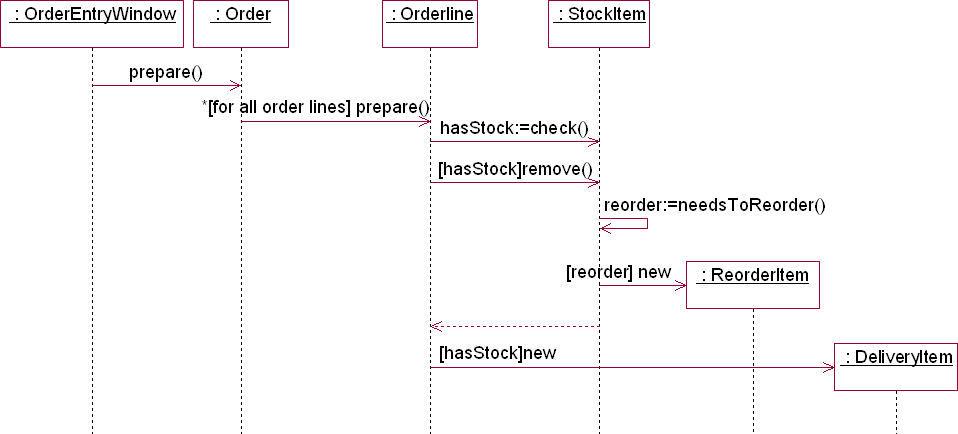 : OrderEntryWindow
: Order
: Orderline
: StockItem
prepare()
*[for all order lines] prepare()
hasStock:=check()
[hasStock]remove()
reorder:=needsToReorder()
[reorder] new
: ReorderItem
[hasStock]new
: DeliveryItem